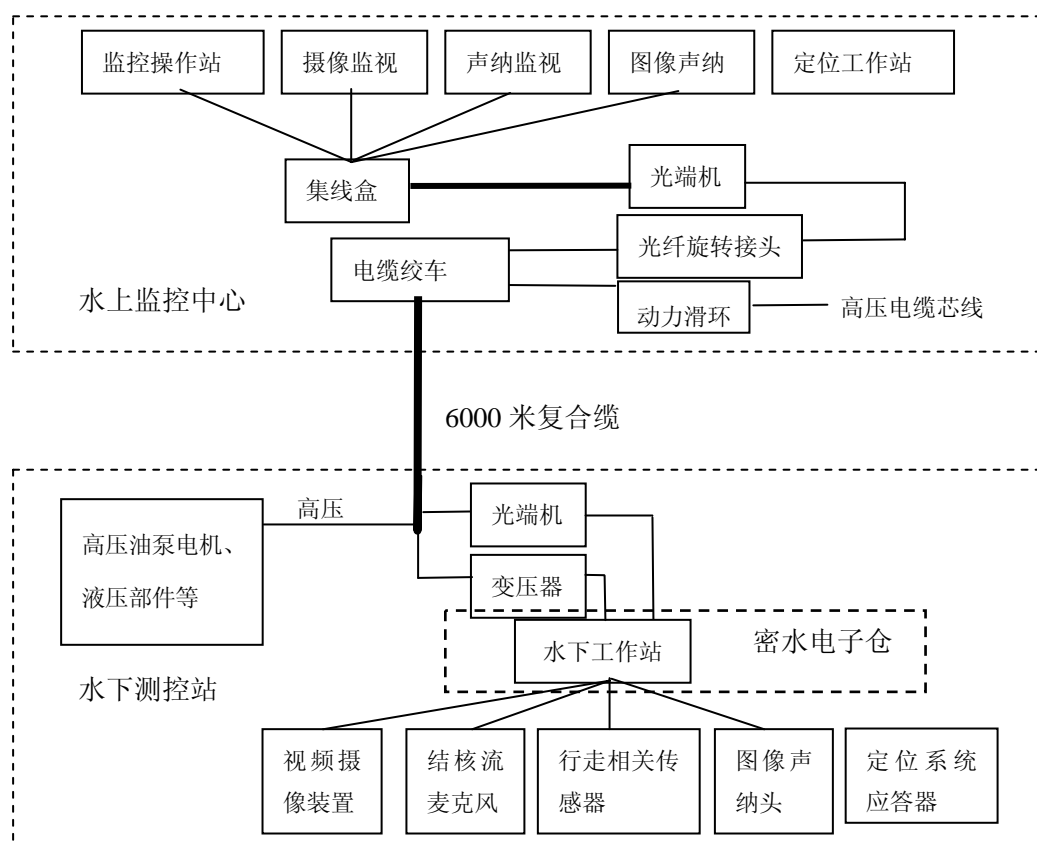 监控操作站
摄像监视
声纳监视
图像声纳
定位工作站
集线盒
光端机
光纤旋转接头
电缆绞车
水上监控中心
动力滑环
高压电缆芯线
6000 米复合缆
高压
光端机
高压油泵电机、
液压部件等
变压器
密水电子仓
水下工作站
水下测控站
视频摄
像装置
结核流
麦克风
行走相关传
感器
图像声
纳头
定位系统
应答器